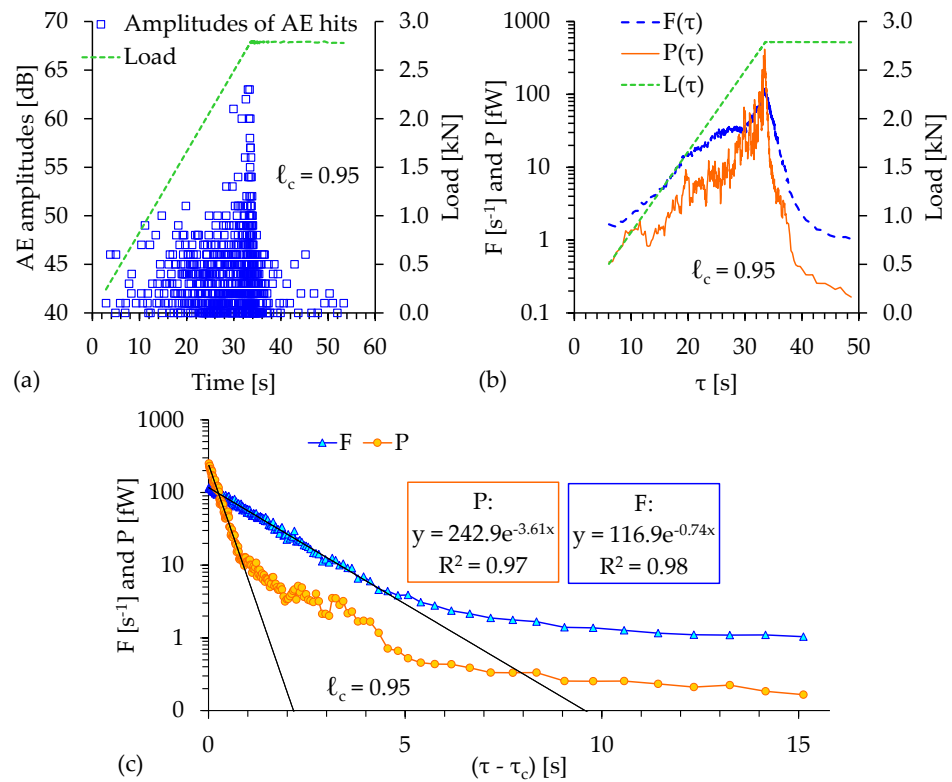 AE amplitudes [dB]
70
65
60
55
50
45
40
Amplitudes of AE hits
Load
ℓc = 0.95
3.0
2.5
2.0
1.5
1.0
0.5
0.0
Load [kN]
0 10 20 30 40 50 60
(a) Time [s]
F [s-1] and P [fW]
1000
100
10
1
0.1
F(τ)
P(τ)
L(τ)
ℓc = 0.95
3.0
2.5
2.0
1.5
1.0
0.5
0.0
Load [kN]
0 10 20 30 40 50
(b) τ [s]
F [s-1] and P [fW]
1000
100
10
1
0
F P
P:
y = 242.9e-3.61x
R2 = 0.97
F:
y = 116.9e-0.74x
R2 = 0.98
ℓc = 0.95
0 5 10 15
(c) (τ - τc) [s]